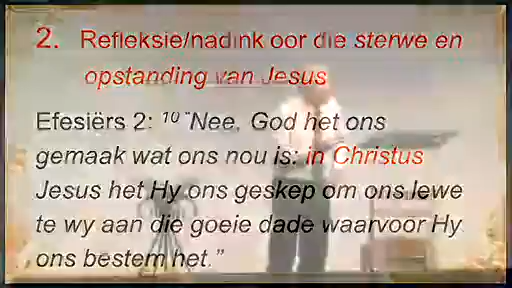 2. Refleksie/nadink oor die sterwe en
opstanding van Jesus
Efesiërs 2: ¹⁰ “Nee, God het ons
gemaak wat ons nou is: in Christus
Jesus het Hy ons geskep om ons lewe
te wy aan die goeie dade waarvoor Hy
ons bestem het.”